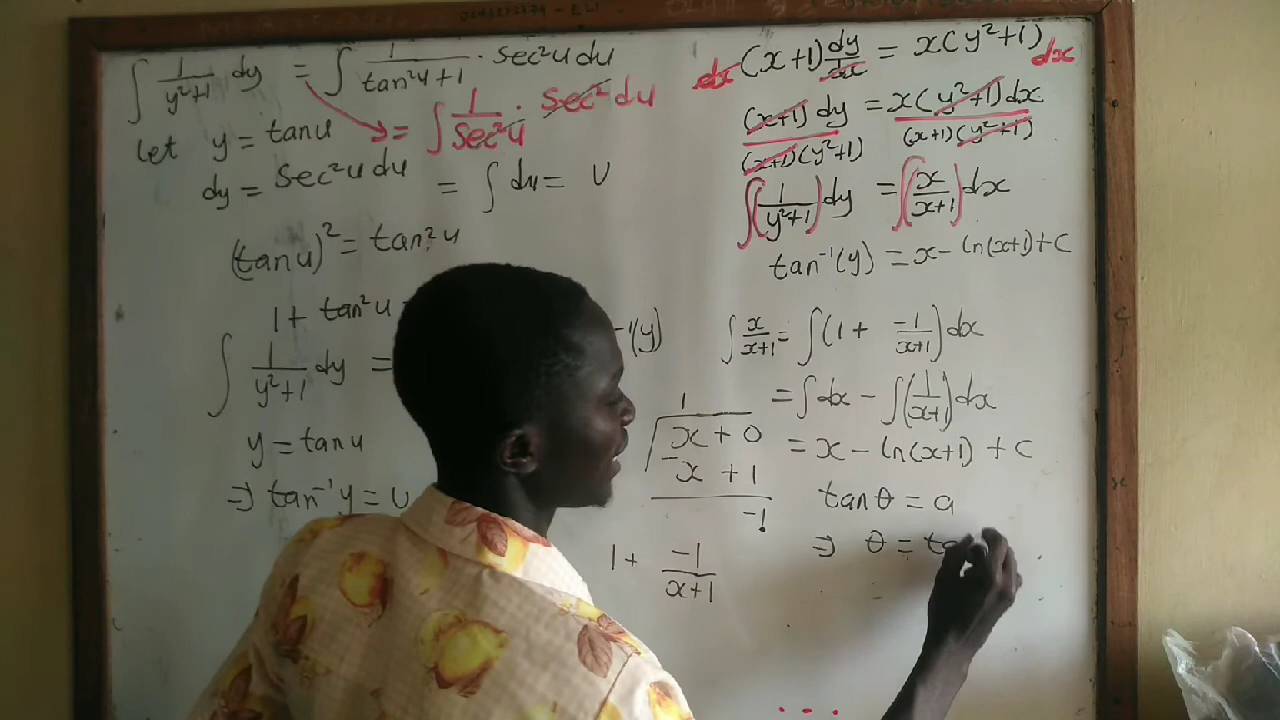 ∫ 1/(y²+1) dy = ∫ 1/(tan²u+1) · sec²u du
= ∫ 1/sec²u · sec² du
let y = tanu
dy = sec²u du = ∫ du = U
(tanu)² = tan²u
1 + tan²u
∫ 1/(y²+1) dy =
⁻¹(y)
y = tanu
⇒ tan⁻¹y = U
dx (x+1) dy/dx = x(y²+1) dx
(x+1) dy / (x+1)(y²+1) = x(y²+1)dx / (x+1)(y²+1)
∫(1/(y²+1))dy = ∫(x/(x+1))dx
tan⁻¹(y) = x - ln(x+1) + C
∫ x/(x+1) = ∫(1 + -1/(x+1))dx
= ∫dx - ∫(1/(x+1))dx
= x - ln(x+1) + C
1
x + 0
-x + 1
-1
1 + -1/(x+1)
tanθ = a
⇒ θ = ta